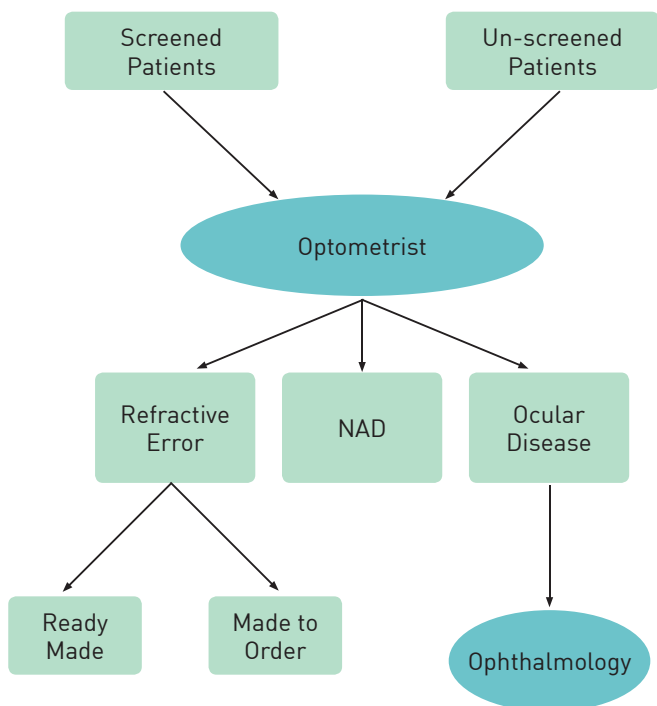 Screened
Patients
Un-screened
Patients
Optometrist
Refractive
Error
NAD
Ocular
Disease
Ready
Made
Made to
Order
Ophthalmology